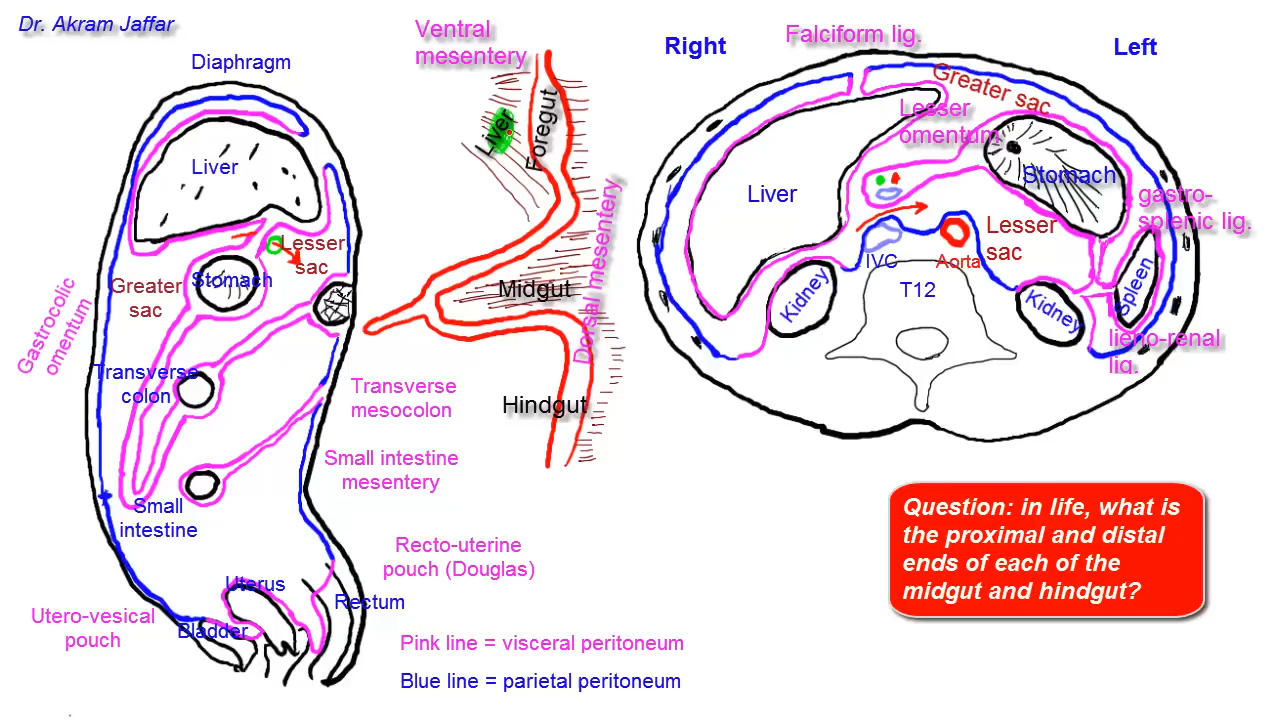 Dr. Akram Jaffar
Diaphragm
Liver
Lesser
sac
Stomach
Greater
sac
Gastrocolic
omentum
Transverse
colon
Transverse
mesocolon
Small intestine
mesentery
Small
intestine
Recto-uterine
pouch (Douglas)
Uterus
Rectum
Utero-vesical
pouch
Bladder
Pink line = visceral peritoneum
Blue line = parietal peritoneum
Ventral
mesentery
Liver
Foregut
Dorsal mesentery
Midgut
Hindgut
Right
Falciform lig.
Left
Greater sac
Lesser
omentum
Stomach
Liver
gastro-
splenic lig.
Lesser
sac
IVC
Aorta
T12
Kidney
Kidney
Spleen
lieno-renal
lig.
Question: in life, what is
the proximal and distal
ends of each of the
midgut and hindgut?